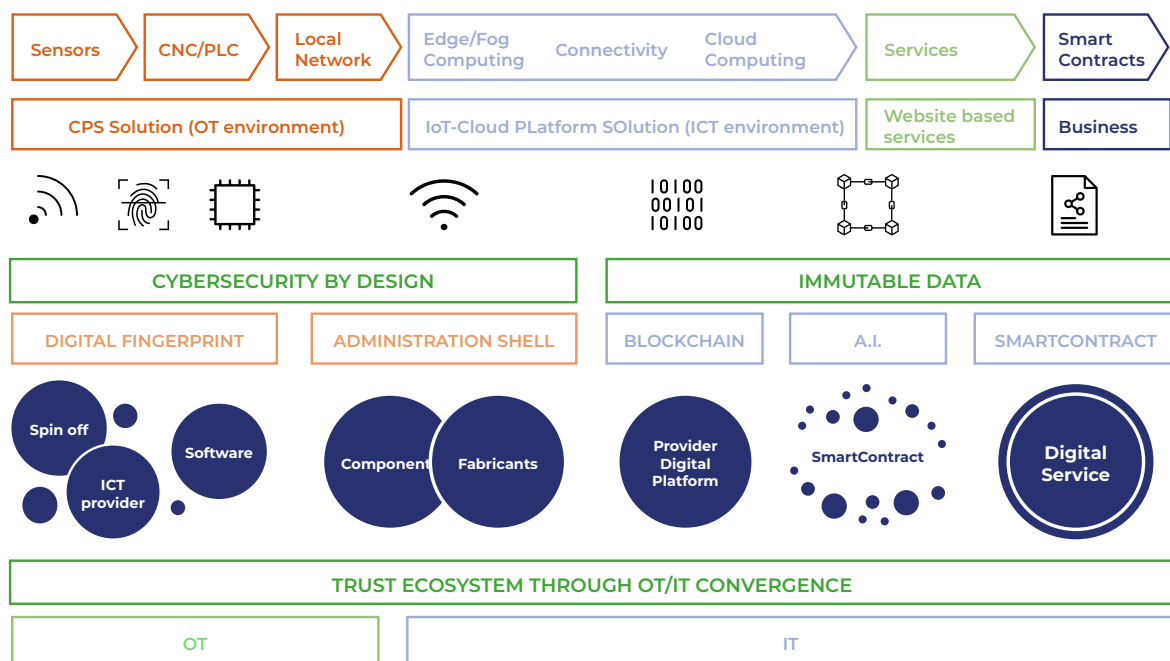 Sensors
CNC/PLC
Local
Network
Edge/Fog
Computing
Connectivity
Cloud
Computing
Services
Smart
Contracts
CPS Solution (OT environment)
IoT-Cloud PLatform SOlution (ICT environment)
Website based
services
Business
10100
00101
10100
CYBERSECURITY BY DESIGN
IMMUTABLE DATA
DIGITAL FINGERPRINT
ADMINISTRATION SHELL
BLOCKCHAIN
A.I.
SMARTCONTRACT
Spin off
ICT
provider
Software
Component
Fabricants
Provider
Digital
Platform
SmartContract
Digital
Service
TRUST ECOSYSTEM THROUGH OT/IT CONVERGENCE
OT
IT